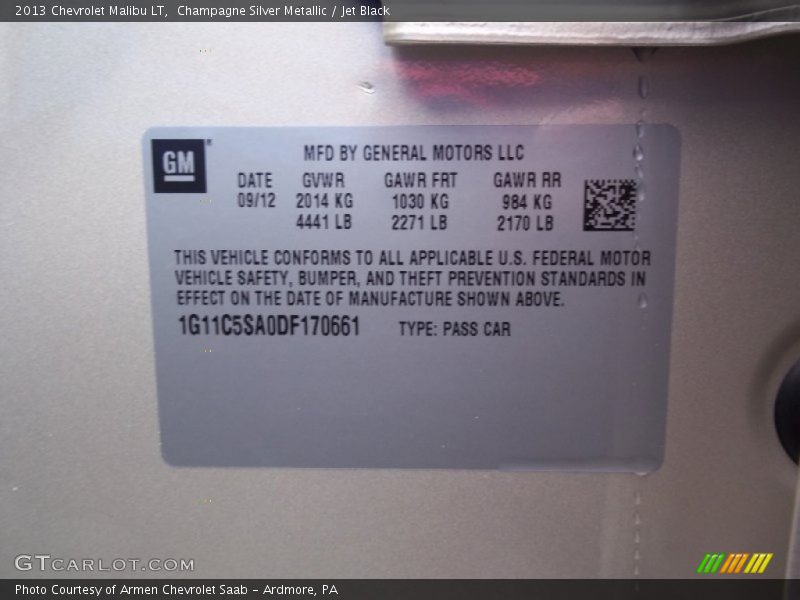 2013 Chevrolet Malibu LT,  Champagne Silver Metallic / Jet Black
GM
MFD BY GENERAL MOTORS LLC
DATE GVWR GAWR FRT GAWR RR
09/12 2014 KG 1030 KG 984 KG
4441 LB 2271 LB 2170 LB
THIS VEHICLE CONFORMS TO ALL APPLICABLE U.S. FEDERAL MOTOR
VEHICLE SAFETY, BUMPER, AND THEFT PREVENTION STANDARDS IN
EFFECT ON THE DATE OF MANUFACTURE SHOWN ABOVE.
1G11C5SA0DF170661 TYPE: PASS CAR
GTCARLOT.COM
Photo Courtesy of Armen Chevrolet Saab - Ardmore, PA